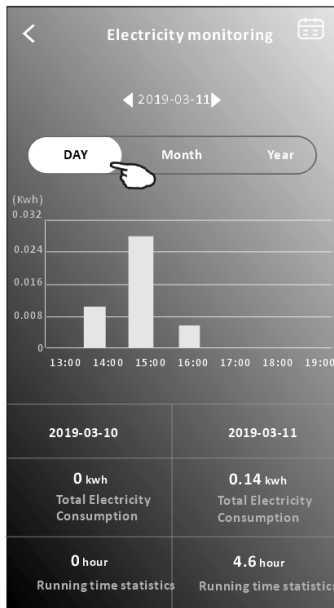 Electricity monitoring
2019-03-11
DAY Month Year
(Kwh)
0.032
0.024
0.016
0.008
0
13:00 14:00 15:00 16:00 17:00 18:00 19:00
2019-03-10 2019-03-11
0 kwh 0.14 kwh
Total Electricity Total Electricity
Consumption Consumption
0 hour 4.6 hour
Running time statistics Running time statistics